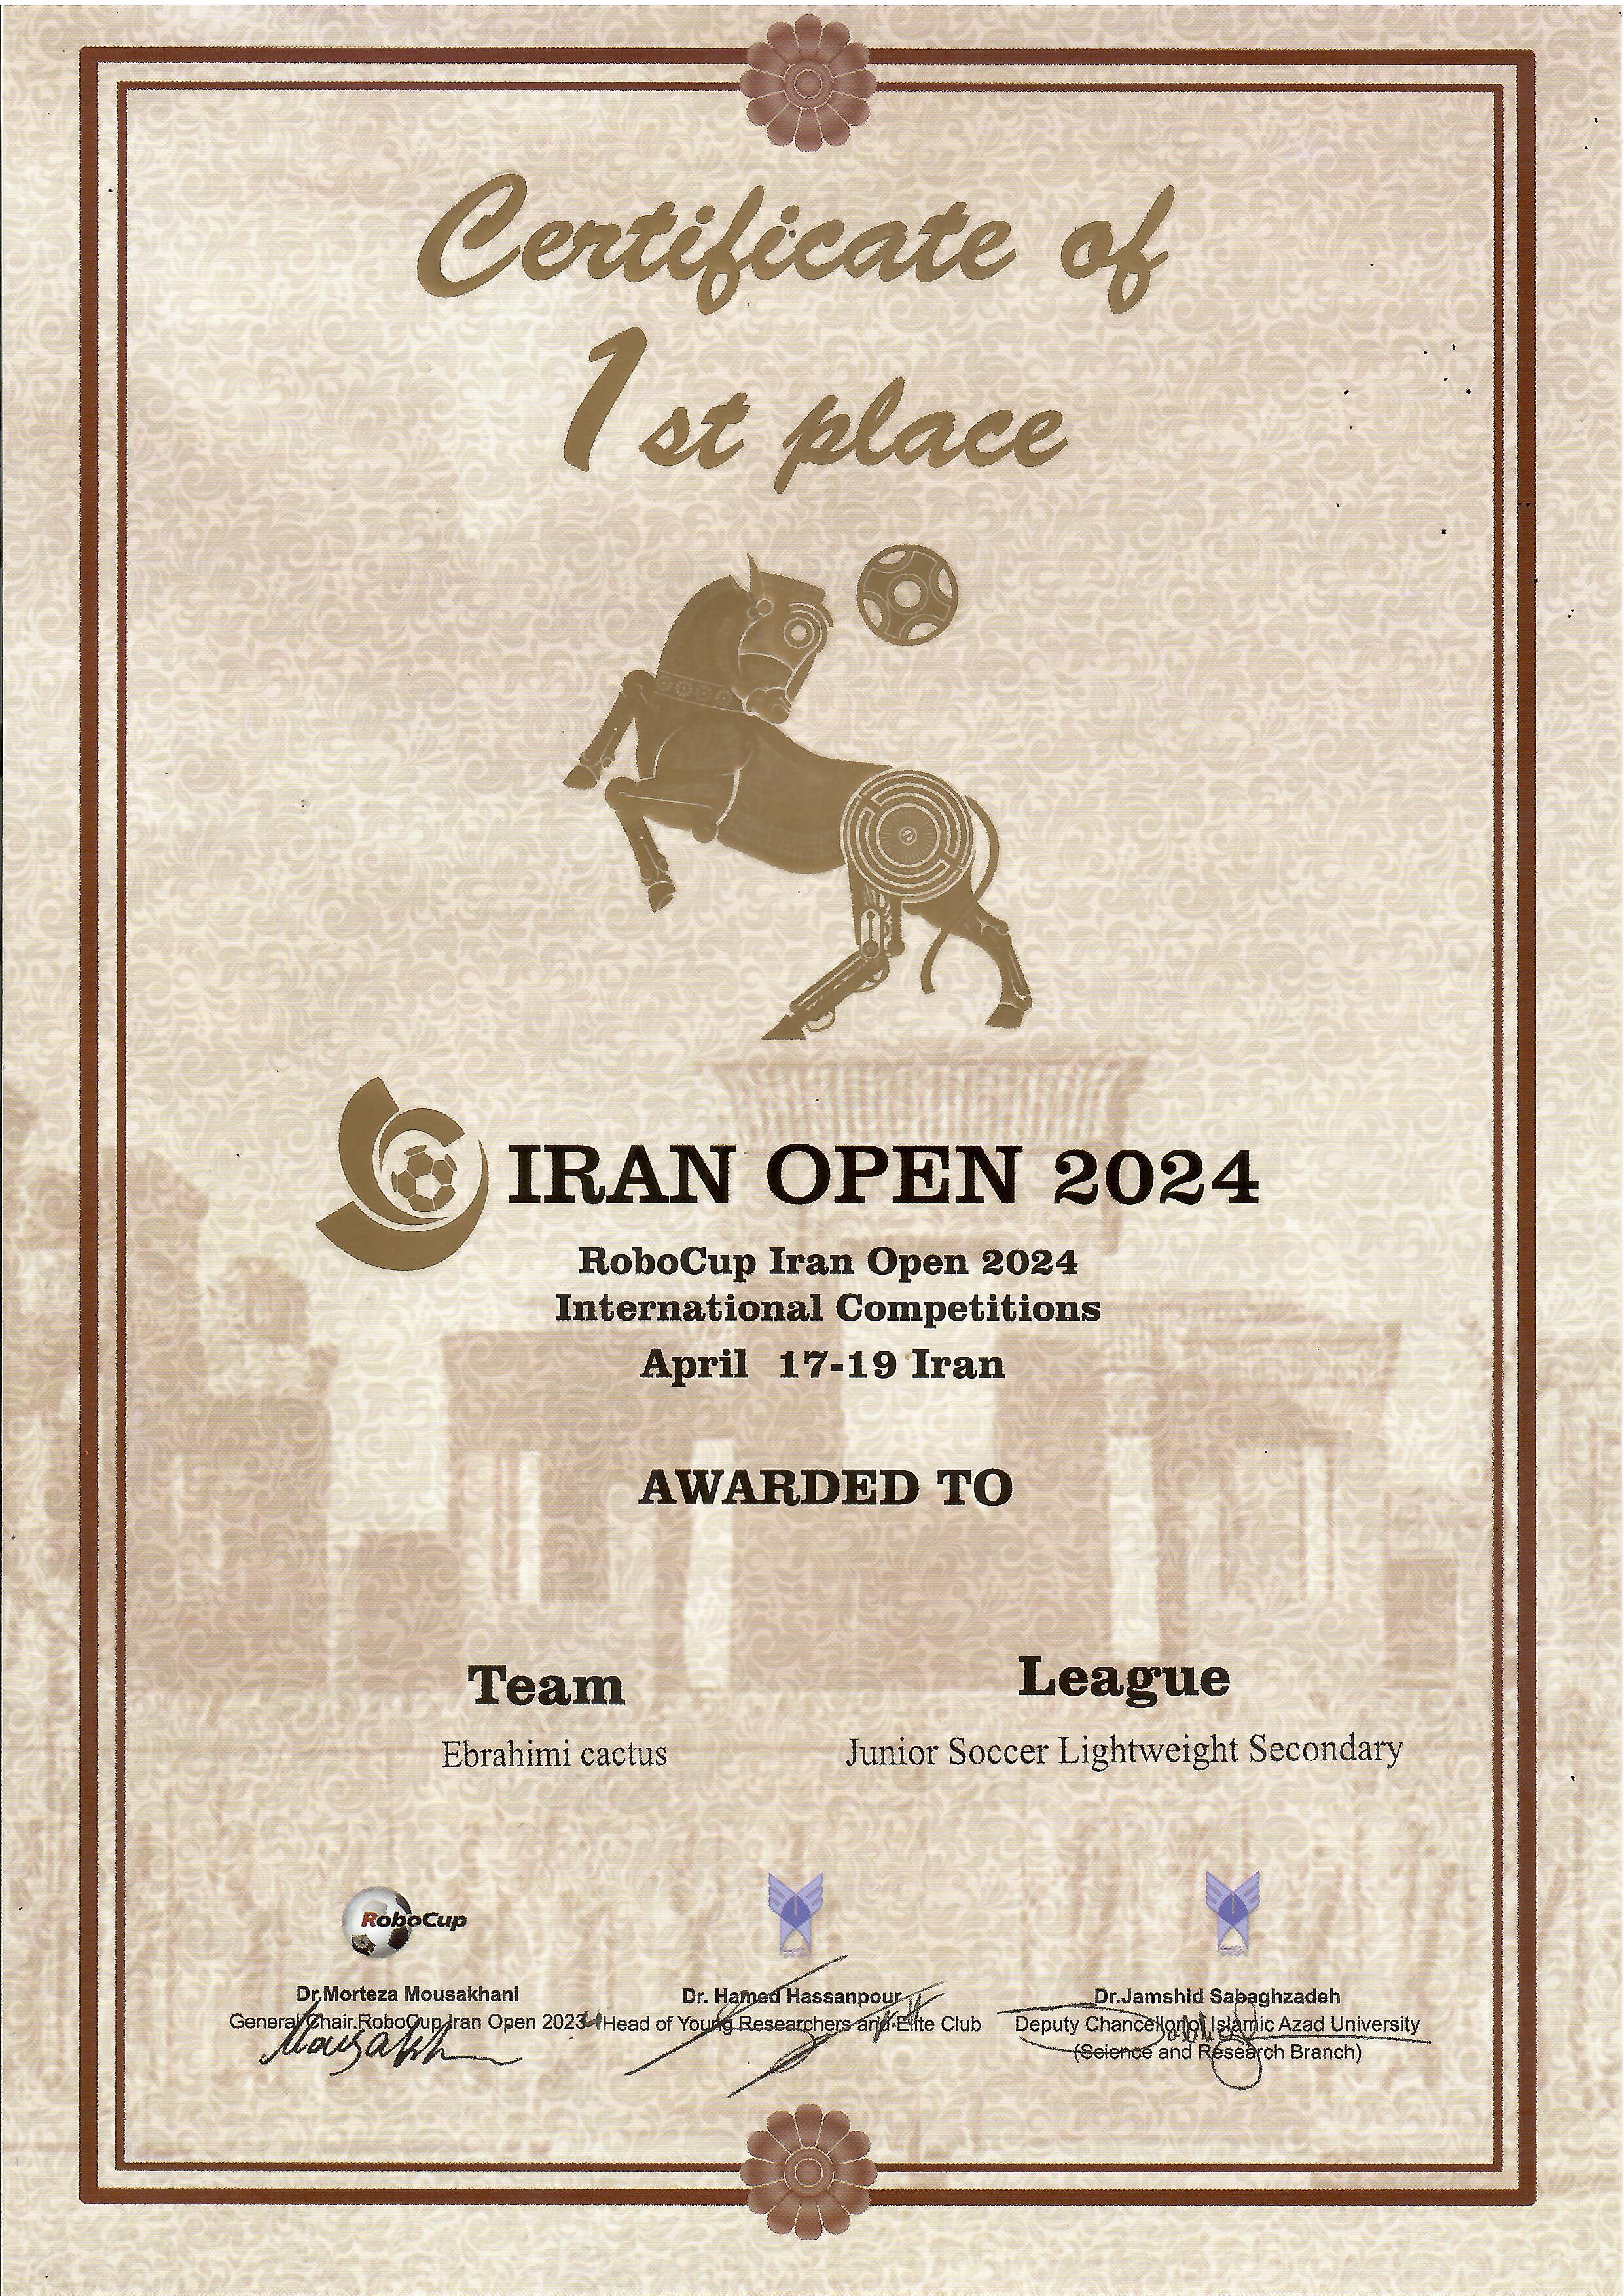 Certificate of
1st place
IRAN OPEN 2024
RoboCup Iran Open 2024
International Competitions
April 17-19 Iran
AWARDED TO
Team
League
Ebrahimi cactus
Junior Soccer Lightweight Secondary
RoboCup
Dr.Morteza Mousakhani
General Chair.RoboCup Iran Open 2023
Dr. Hamed Hassanpour
Head of Young Researchers and Elite Club
Dr.Jamshid Sabaghzadeh
Deputy Chancellor of Islamic Azad University
(Science and Research Branch)